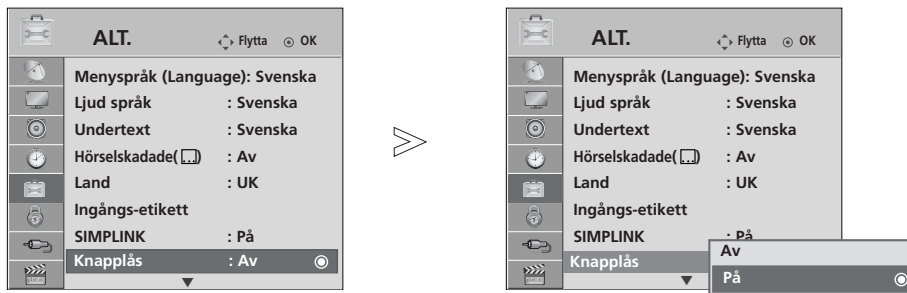 ALT. Flytta OK
Menyspråk (Language): Svenska
Ljud språk : Svenska
Undertext : Svenska
Hörselskadade( ) : Av
Land : UK
Ingångs-etikett
SIMPLINK : På
Knapplås : Av
ALT. Flytta OK
Menyspråk (Language): Svenska
Ljud språk : Svenska
Undertext : Svenska
Hörselskadade( ) : Av
Land : UK
Ingångs-etikett
SIMPLINK : På
Knapplås
Av
På